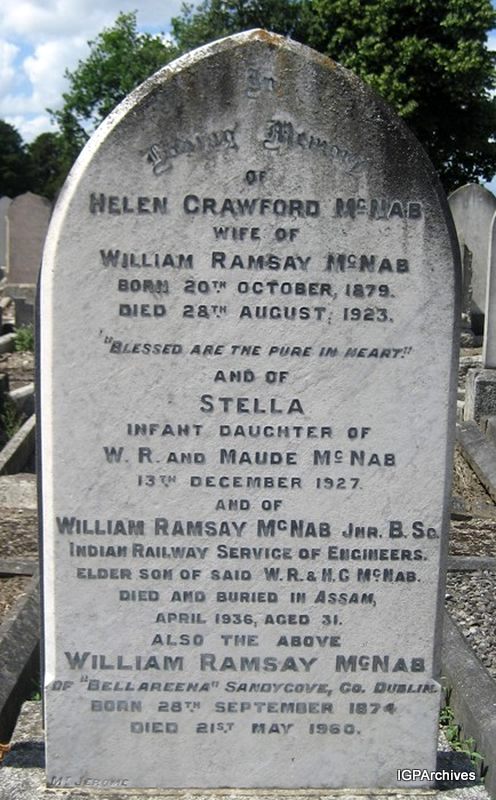 In
Loving Memory
OF
HELEN CRAWFORD McNAB
WIFE OF
WILLIAM RAMSAY McNAB
BORN 20TH OCTOBER, 1879.
DIED 28TH AUGUST, 1923.
"BLESSED ARE THE PURE IN HEART."
AND OF
STELLA
INFANT DAUGHTER OF
W. R. AND MAUDE McNAB
13TH DECEMBER 1927.
AND OF
WILLIAM RAMSAY McNAB JNR. B. SC.
INDIAN RAILWAY SERVICE OF ENGINEERS.
ELDER SON OF SAID W. R. & H. C McNAB.
DIED AND BURIED IN ASSAM,
APRIL 1936, AGED 31.
ALSO THE ABOVE
WILLIAM RAMSAY McNAB
OF "BELLAREENA" SANDYCOVE, CO. DUBLIN.
BORN 28TH SEPTEMBER 1874
DIED 21ST MAY 1960.
MT JEROME
IGPArchives